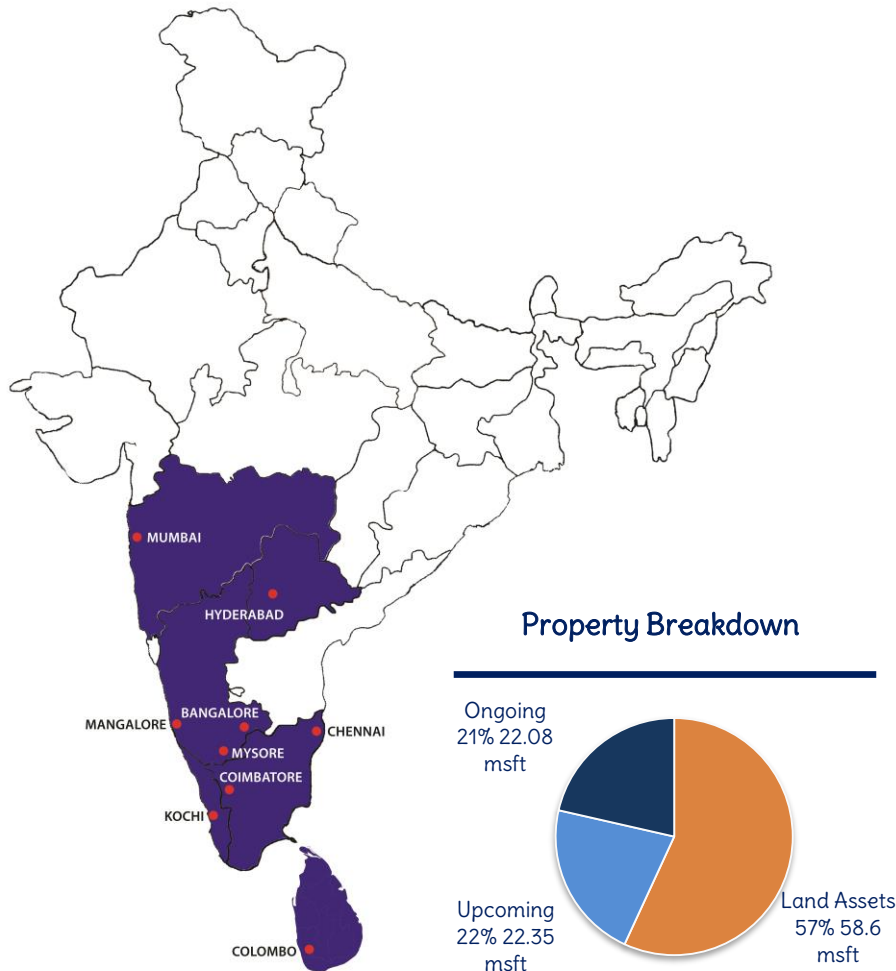 MUMBAI
HYDERABAD
Property Breakdown
Ongoing
21% 22.08
msft
BANGALORE
MANGALORE
CHENNAI
MYSORE
COIMBATORE
KOCHI
Land Assets
57% 58.6
msft
Upcoming
22% 22.35
msft
COLOMBO